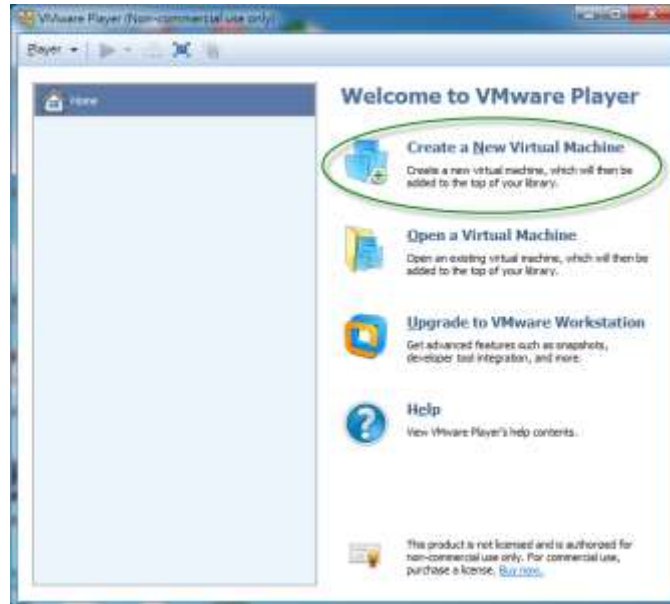 VMware Player (Non-commercial use only)
Player
Home
Welcome to VMware Player
Create a New Virtual Machine
Create a new virtual machine, which will then be
added to the top of your library.
Open a Virtual Machine
Open an existing virtual machine, which will then be
added to the top of your library.
Upgrade to VMware Workstation
Get advanced features such as snapshots,
developer tool integration, and more.
Help
View VMware Player's help contents.
This product is not licensed and is authorized for
non-commercial use only. For commercial use,
purchase a license. Buy now.